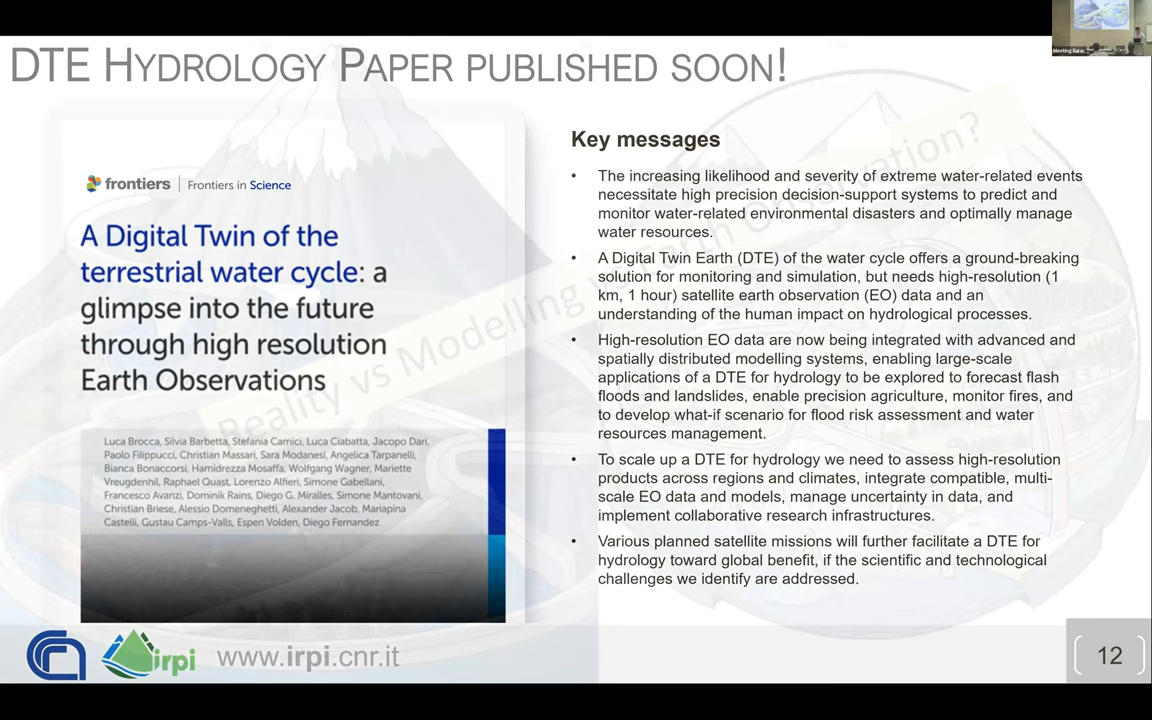 DTE HYDROLOGY PAPER PUBLISHED SOON!
frontiers | Frontiers in Science
A Digital Twin of the
terrestrial water cycle: a
glimpse into the future
through high resolution
Earth Observations
Luca Brocca, Silvia Barbetta, Stefania Camici, Luca Ciabatta, Jacopo Dari,
Paolo Filippucci, Christian Massari, Sara Modanesi, Angelica Tarpanelli,
Bianca Bonaccorsi, Hamidrezza Mosaffa, Wolfgang Wagner, Mariette
Vreugdenhil, Raphael Quast, Lorenzo Alfieri, Simone Gabellani,
Francesco Avanzi, Dominik Rains, Diego G. Miralles, Simone Mantovani,
Christian Briese, Alessio Domeneghetti, Alexander Jacob, Mariapina
Castelli, Gustau Camps-Valls, Espen Volden, Diego Fernandez
Key messages
• The increasing likelihood and severity of extreme water-related events
necessitate high precision decision-support systems to predict and
monitor water-related environmental disasters and optimally manage
water resources.
• A Digital Twin Earth (DTE) of the water cycle offers a ground-breaking
solution for monitoring and simulation, but needs high-resolution (1
km, 1 hour) satellite earth observation (EO) data and an
understanding of the human impact on hydrological processes.
• High-resolution EO data are now being integrated with advanced and
spatially distributed modelling systems, enabling large-scale
applications of a DTE for hydrology to be explored to forecast flash
floods and landslides, enable precision agriculture, monitor fires, and
to develop what-if scenario for flood risk assessment and water
resources management.
• To scale up a DTE for hydrology we need to assess high-resolution
products across regions and climates, integrate compatible, multi-
scale EO data and models, manage uncertainty in data, and
implement collaborative research infrastructures.
• Various planned satellite missions will further facilitate a DTE for
hydrology toward global benefit, if the scientific and technological
challenges we identify are addressed.
Reality vs Modelling vs Earth Observation?
irpi
www.irpi.cnr.it
12